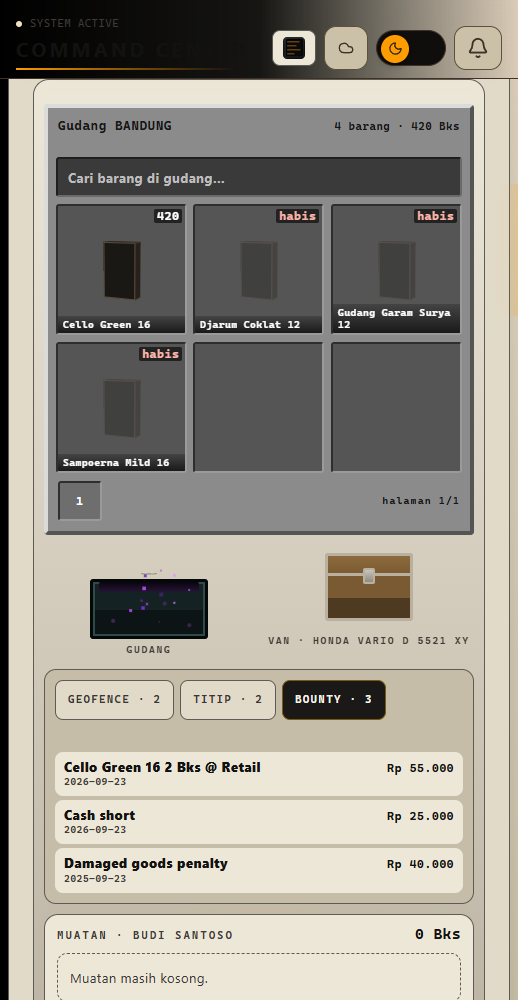 SYSTEM ACTIVE
COMMAND CE
Gudang BANDUNG
4 barang · 420 Bks
Cari barang di gudang...
420
habis
habis
Cello Green 16
Djarum Coklat 12
Gudang Garam Surya
12
habis
Sampoerna Mild 16
1
halaman 1/1
GUDANG
VAN · HONDA VARIO D 5521 XY
GEOFENCE · 2
TITIP · 2
BOUNTY · 3
Cello Green 16 2 Bks @ Retail
Rp 55.000
2026-09-23
Cash short
Rp 25.000
2026-09-23
Damaged goods penalty
Rp 40.000
2025-09-23
MUATAN · BUDI SANTOSO
0 Bks
Muatan masih kosong.